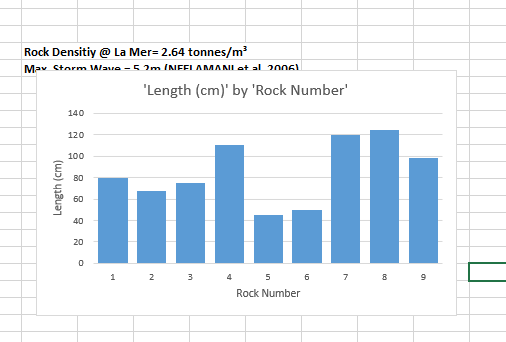 Rock Densitiy @ La Mer= 2.64 tonnes/m³
Max. Storm Wave = 5.2m (NEELAMANI et al. 2006)
'Length (cm)' by 'Rock Number'
140
120
100
80
60
40
20
0
Length (cm)
1 2 3 4 5 6 7 8 9
Rock Number